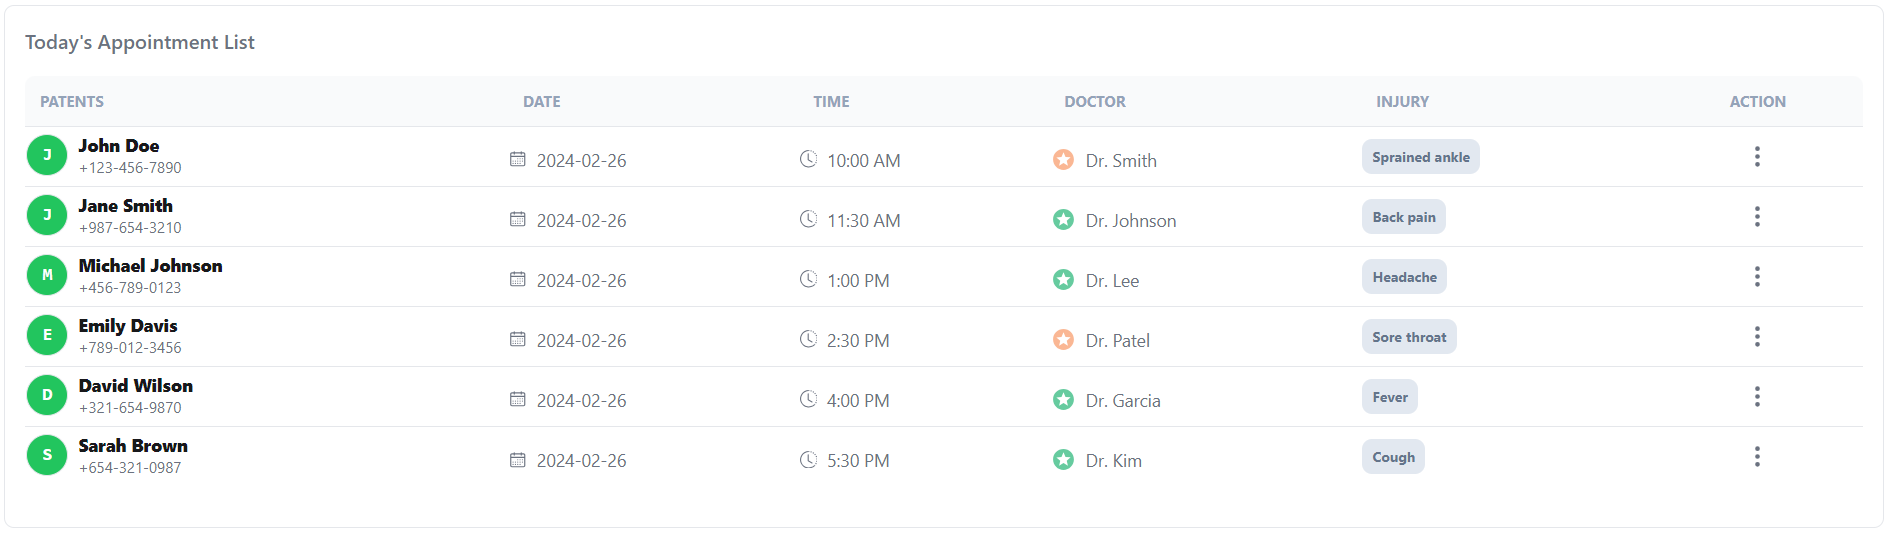 Today's Appointment List
PATENTS DATE TIME DOCTOR INJURY ACTION
J John Doe 2024-02-26 10:00 AM Dr. Smith Sprained ankle
+123-456-7890
J Jane Smith 2024-02-26 11:30 AM Dr. Johnson Back pain
+987-654-3210
M Michael Johnson 2024-02-26 1:00 PM Dr. Lee Headache
+456-789-0123
E Emily Davis 2024-02-26 2:30 PM Dr. Patel Sore throat
+789-012-3456
D David Wilson 2024-02-26 4:00 PM Dr. Garcia Fever
+321-654-9870
S Sarah Brown 2024-02-26 5:30 PM Dr. Kim Cough
+654-321-0987